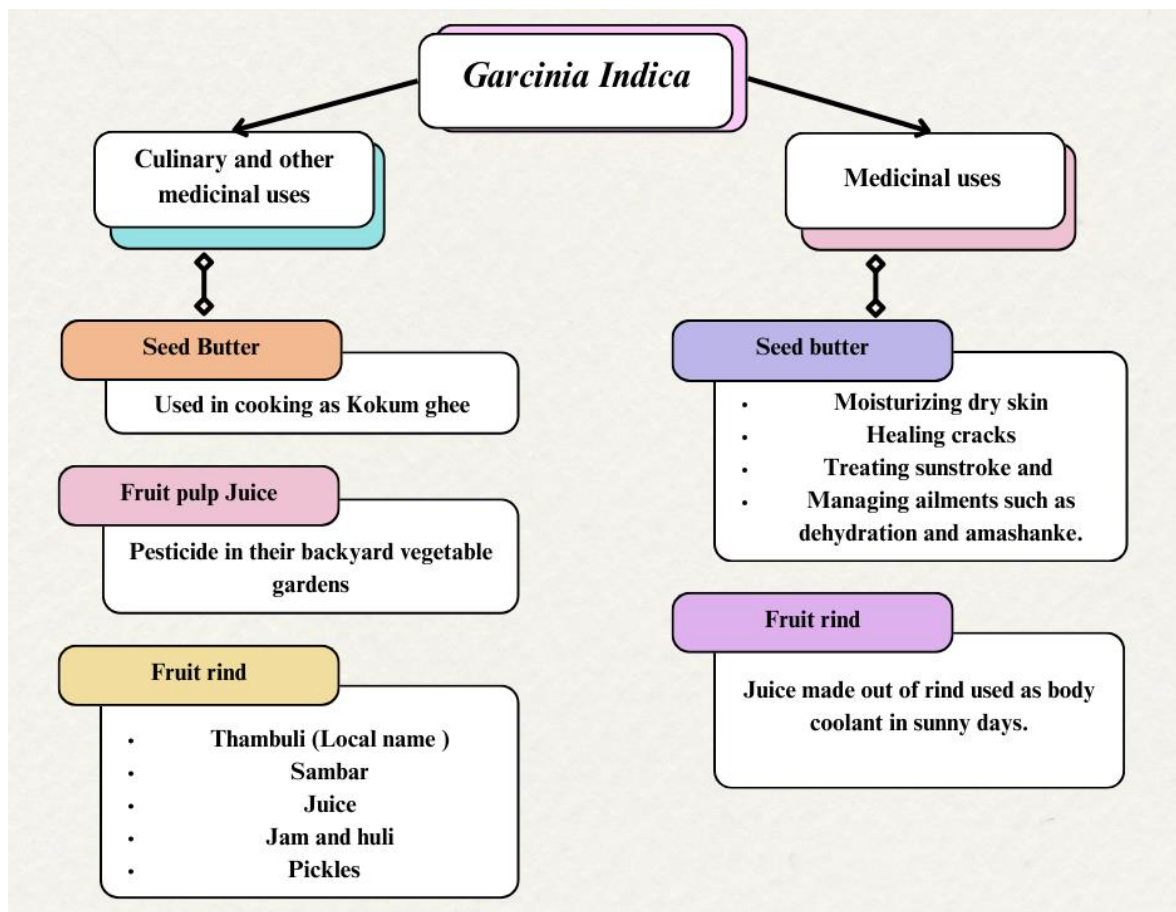 Garcinia Indica
Culinary and other
medicinal uses
Seed Butter
Used in cooking as Kokum ghee
Fruit pulp Juice
Pesticide in their backyard vegetable
gardens
Fruit rind
• Thambuli (Local name )
• Sambar
• Juice
• Jam and huli
• Pickles
Medicinal uses
Seed butter
• Moisturizing dry skin
• Healing cracks
• Treating sunstroke and
• Managing ailments such as
dehydration and amashanke.
Fruit rind
Juice made out of rind used as body
coolant in sunny days.